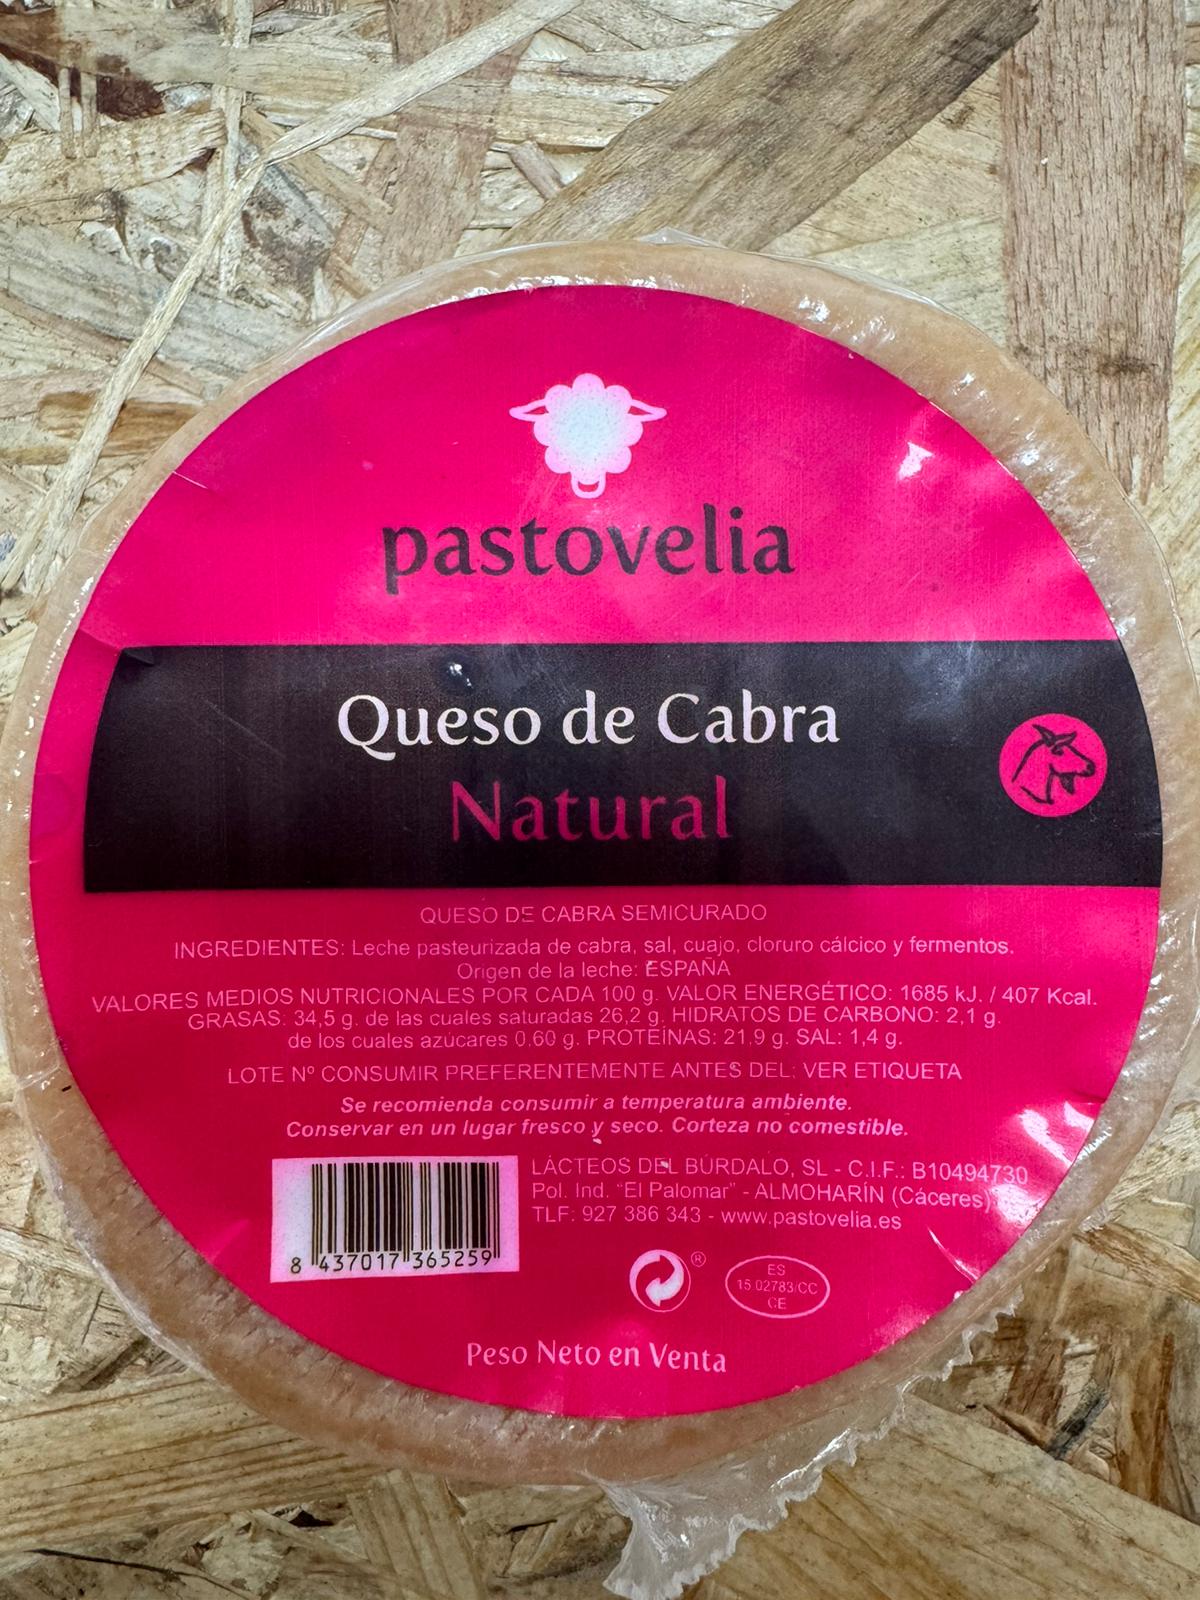 pastovelia
Queso de Cabra
Natural
QUESO DE CABRA SEMICURADO
INGREDIENTES: Leche pasteurizada de cabra, sal, cuajo, cloruro cálcico y fermentos.
Origen de la leche: ESPAÑA
VALORES MEDIOS NUTRICIONALES POR CADA 100 g. VALOR ENERGÉTICO: 1685 kJ. / 407 Kcal.
GRASAS: 34,5 g. de las cuales saturadas 26,2 g. HIDRATOS DE CARBONO: 2,1 g.
de los cuales azúcares 0,60 g. PROTEÍNAS: 21,9 g. SAL: 1,4 g.
LOTE Nº CONSUMIR PREFERENTEMENTE ANTES DEL: VER ETIQUETA
Se recomienda consumir a temperatura ambiente.
Conservar en un lugar fresco y seco. Corteza no comestible.
LÁCTEOS DEL BÚRDALO, SL - C.I.F.: B10494730
Pol. Ind. "El Palomar" - ALMOHARÍN (Cáceres)
TLF: 927 386 343 - www.pastovelia.es
8 437017 365259
®
ES
15.02783/CC
CE
Peso Neto en Venta